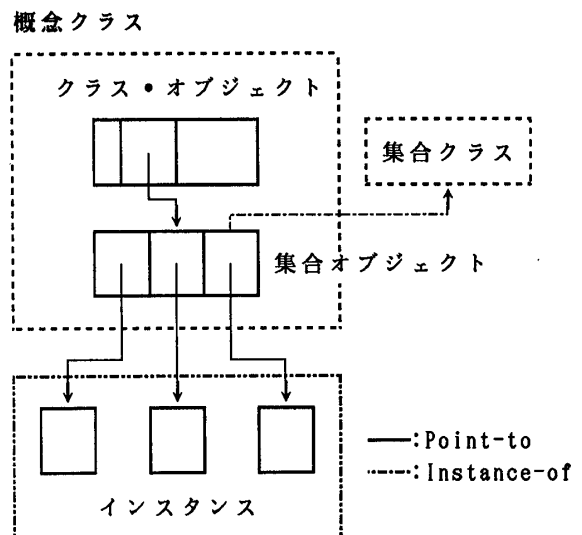 概念クラス
クラス・オブジェクト
集合クラス
集合オブジェクト
インスタンス
:Point-to
:Instance-of